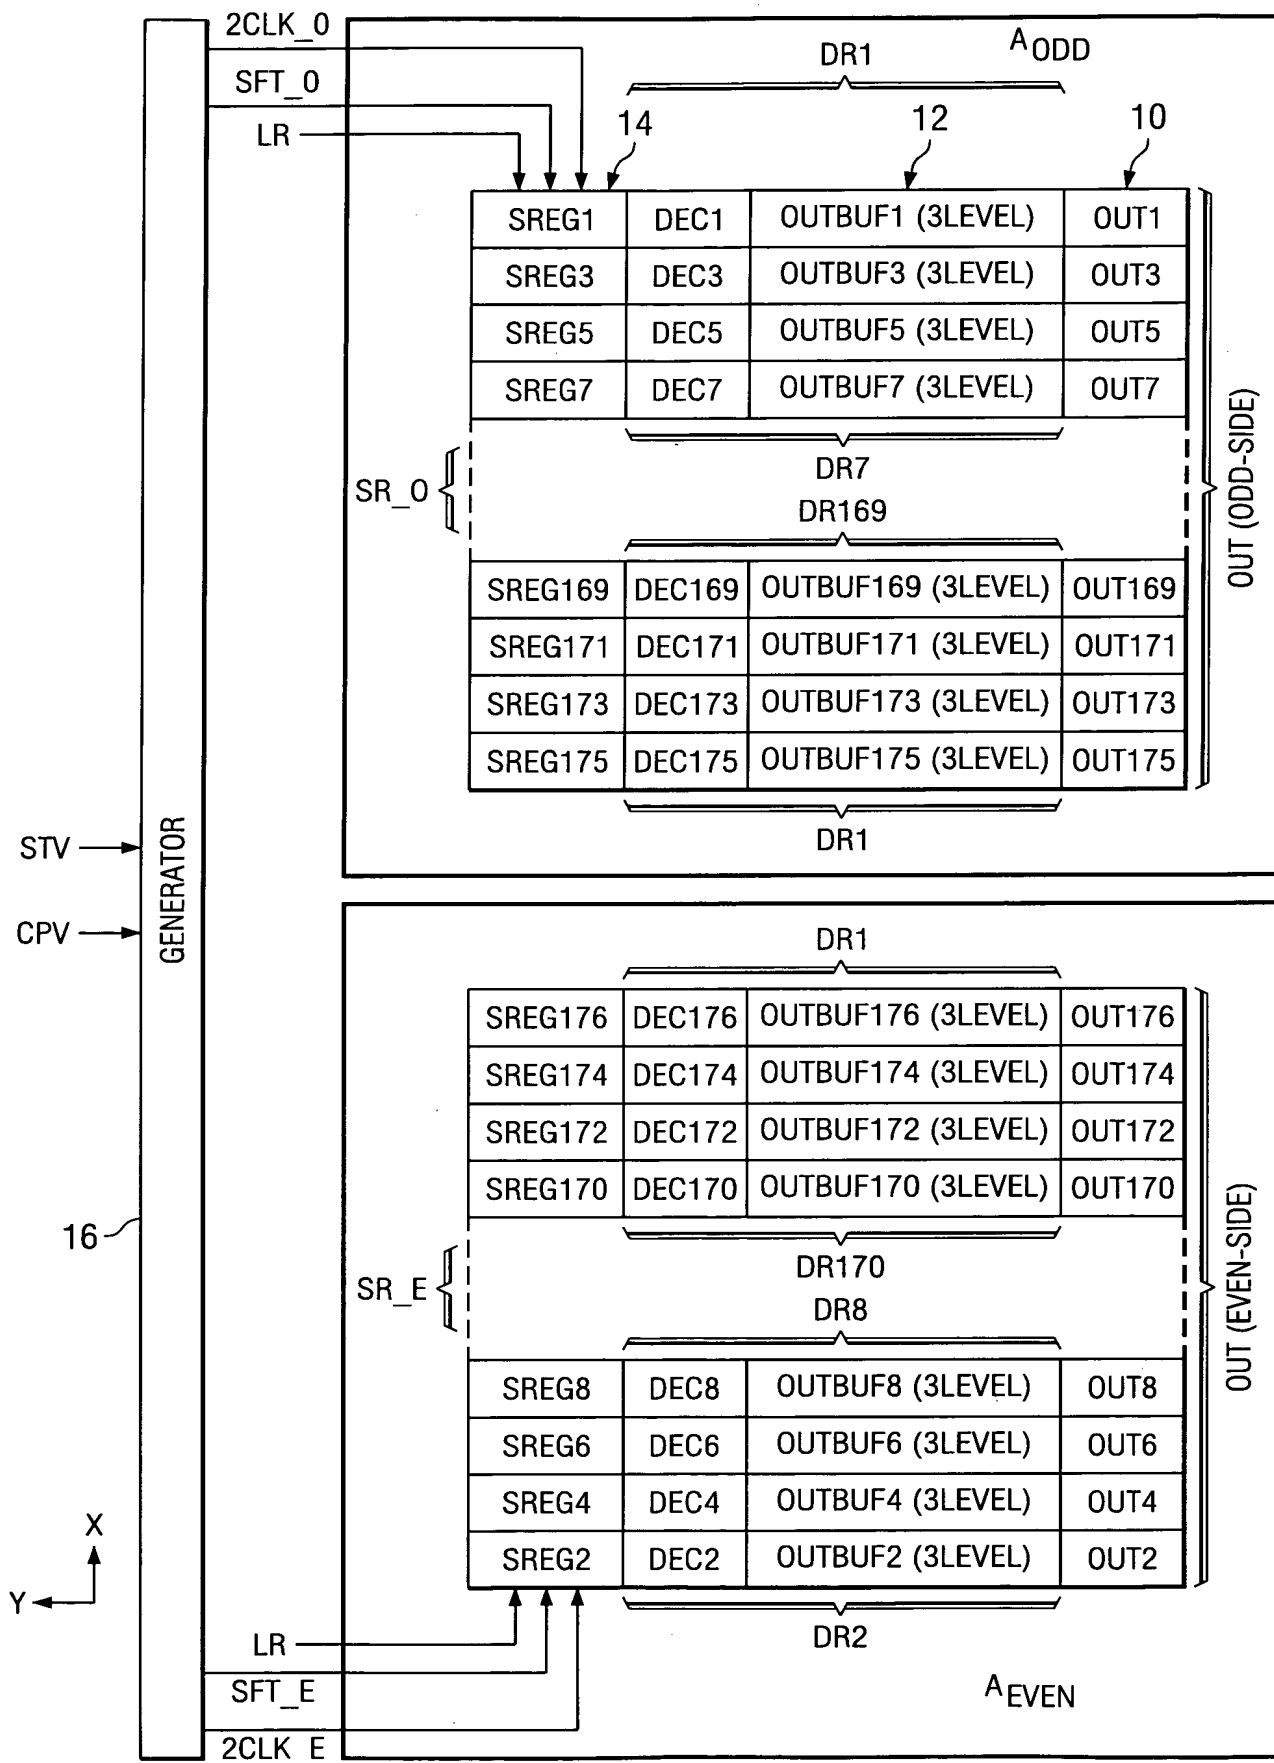 2CLK_0
SFT_0
LR
A ODD
DR1
14
12
10
SREG1 DEC1 OUTBUF1 (3LEVEL) OUT1
SREG3 DEC3 OUTBUF3 (3LEVEL) OUT3
SREG5 DEC5 OUTBUF5 (3LEVEL) OUT5
SREG7 DEC7 OUTBUF7 (3LEVEL) OUT7
DR7
SR_O
DR169
OUT (ODD-SIDE)
SREG169 DEC169 OUTBUF169 (3LEVEL) OUT169
SREG171 DEC171 OUTBUF171 (3LEVEL) OUT171
SREG173 DEC173 OUTBUF173 (3LEVEL) OUT173
SREG175 DEC175 OUTBUF175 (3LEVEL) OUT175
DR1
STV
CPV
GENERATOR
16
DR1
SREG176 DEC176 OUTBUF176 (3LEVEL) OUT176
SREG174 DEC174 OUTBUF174 (3LEVEL) OUT174
SREG172 DEC172 OUTBUF172 (3LEVEL) OUT172
SREG170 DEC170 OUTBUF170 (3LEVEL) OUT170
DR170
SR_E
DR8
OUT (EVEN-SIDE)
SREG8 DEC8 OUTBUF8 (3LEVEL) OUT8
SREG6 DEC6 OUTBUF6 (3LEVEL) OUT6
SREG4 DEC4 OUTBUF4 (3LEVEL) OUT4
SREG2 DEC2 OUTBUF2 (3LEVEL) OUT2
DR2
X
Y
LR
SFT_E
2CLK_E
A EVEN